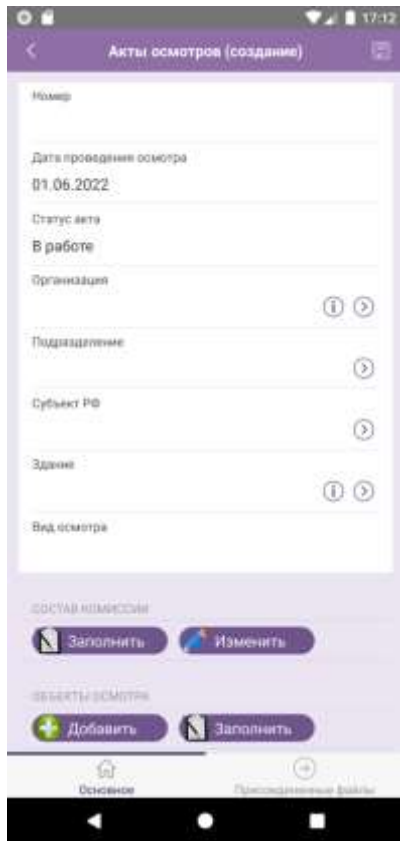 17:12
Акты осмотров (создание)
Номер
Дата проведения осмотра
01.06.2022
Статус акта
В работе
Организация
Подразделение
Субъект РФ
Здание
Вид осмотра
СОСТАВ КОМИССИИ
Заполнить Изменить
ОБЪЕКТЫ ОСМОТРА
Добавить Заполнить
Основное Присоединенные файлы